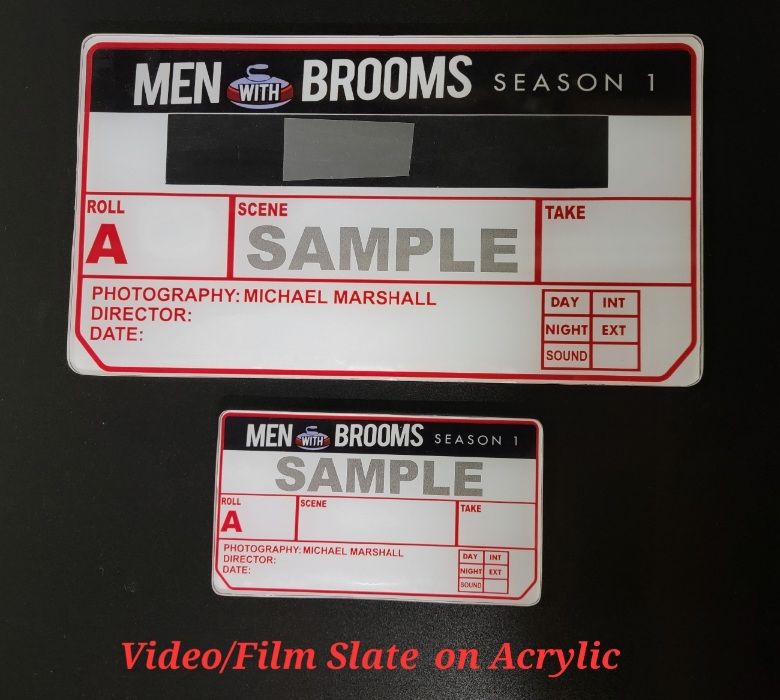 MEN WITH BROOMS SEASON 1
ROLL SCENE TAKE
A SAMPLE
PHOTOGRAPHY: MICHAEL MARSHALL
DIRECTOR:
DATE:
DAY INT
NIGHT EXT
SOUND
MEN WITH BROOMS SEASON 1
SAMPLE
ROLL SCENE TAKE
A
PHOTOGRAPHY: MICHAEL MARSHALL
DIRECTOR:
DATE:
DAY INT
NIGHT EXT
SOUND
Video/Film Slate on Acrylic